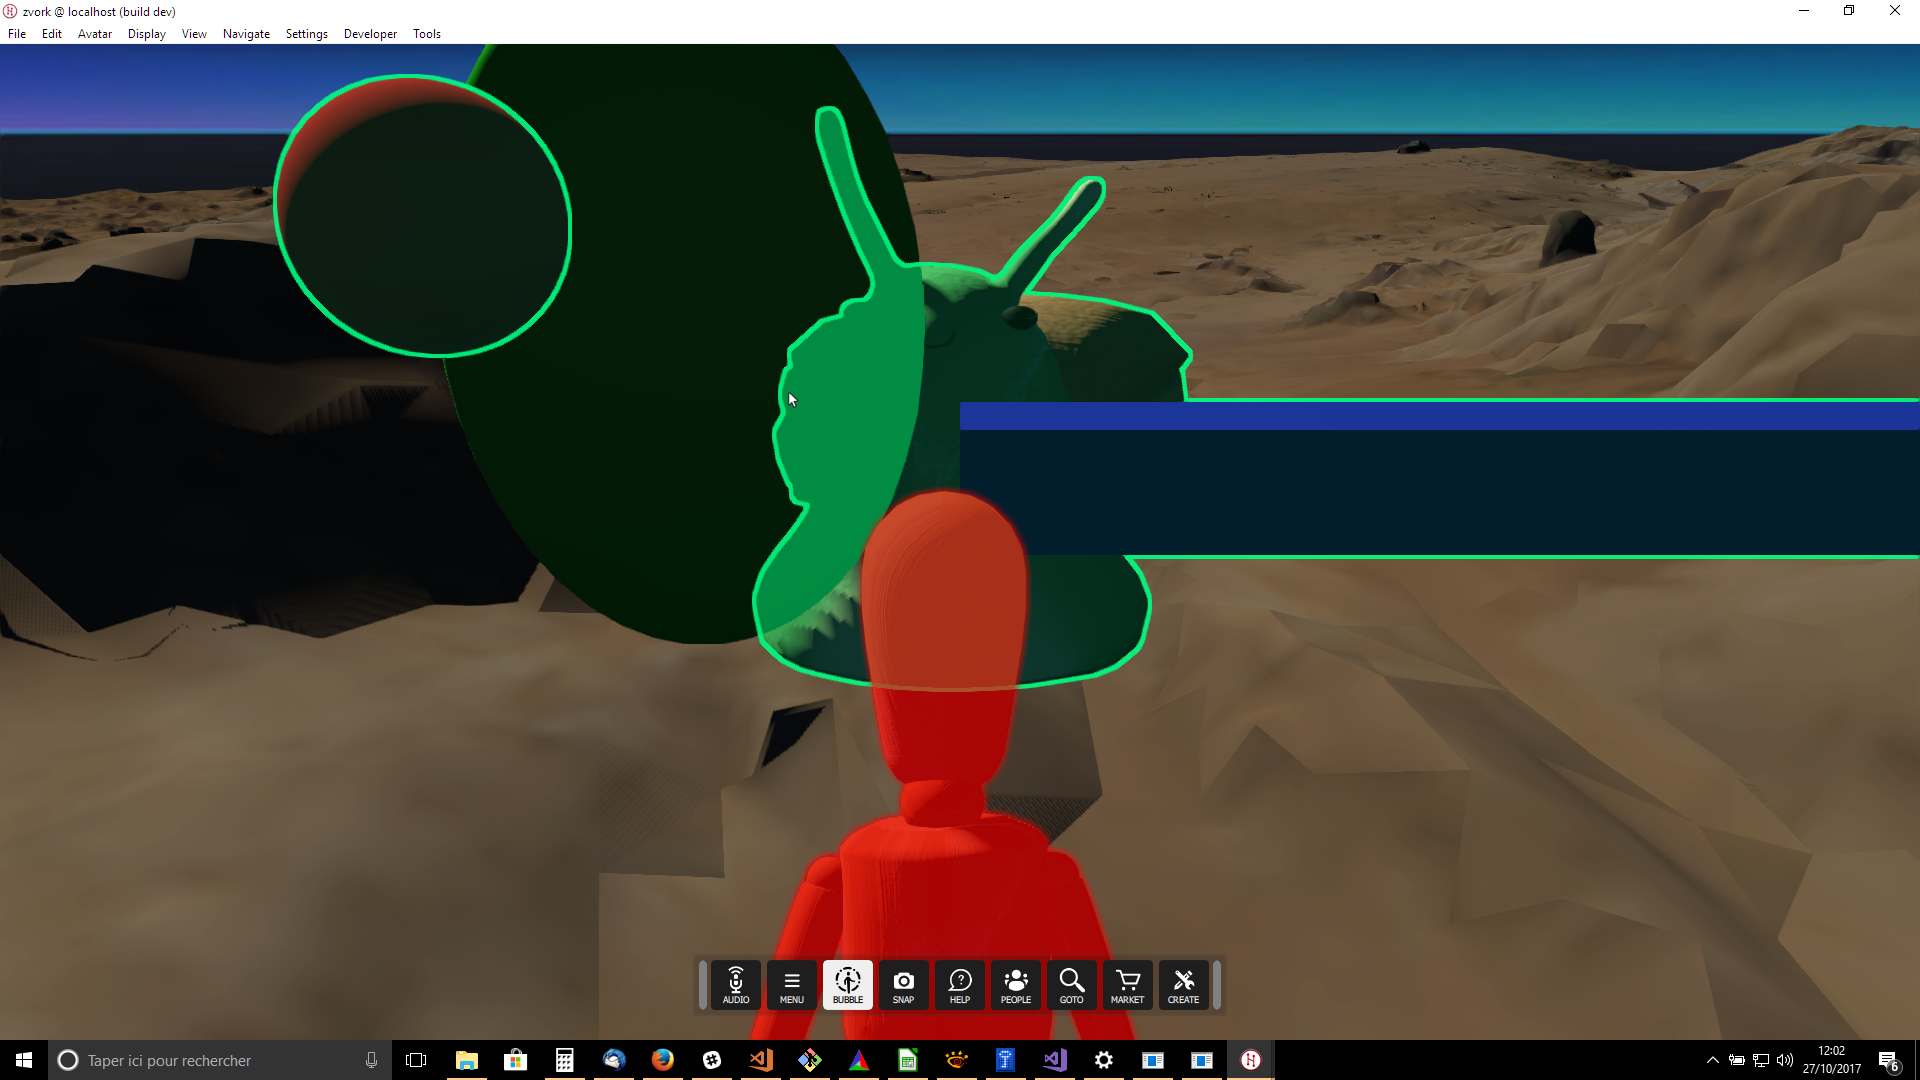 zvork @ localhost (build dev)
File Edit Avatar Display View Navigate Settings Developer Tools
AUDIO MENU BUBBLE SNAP HELP PEOPLE GOTO MARKET CREATE
Taper ici pour rechercher
12:02
27/10/2017
6